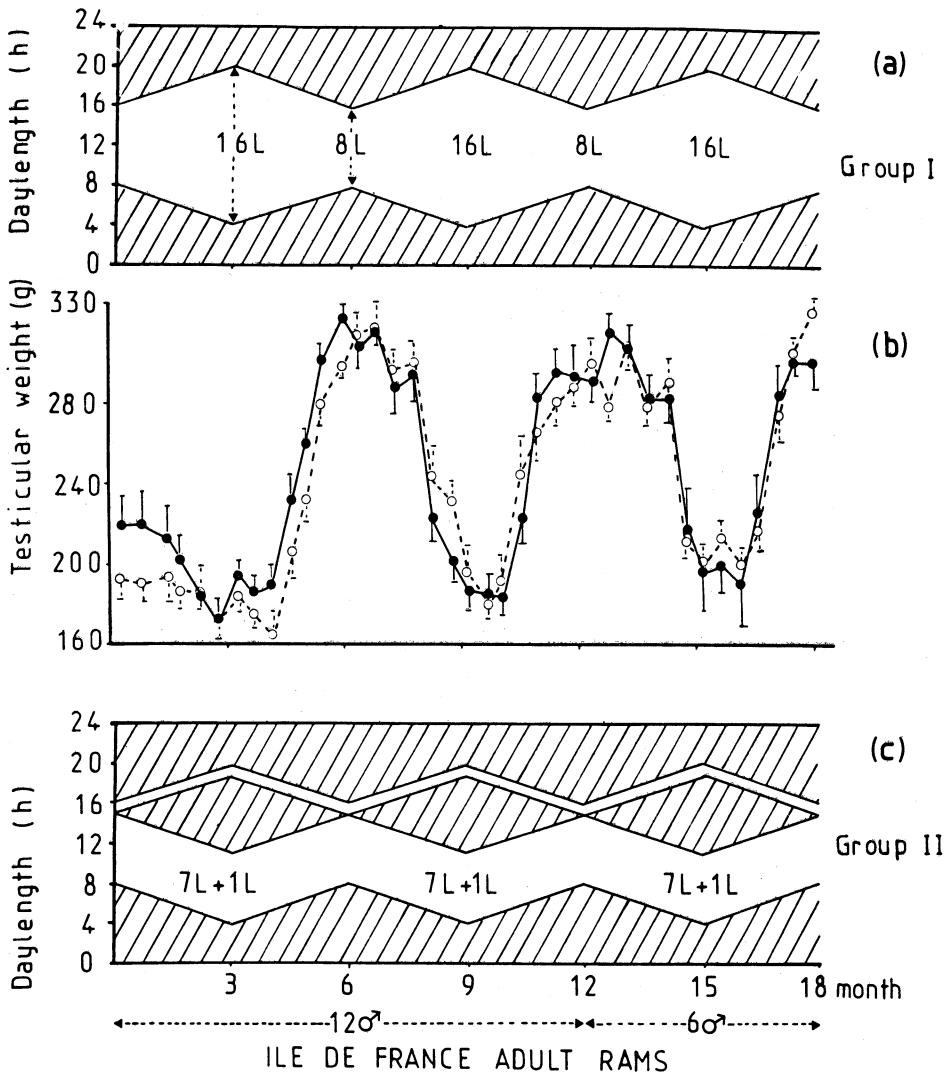 Daylength (h)
24
20
16
12
8
4
0
16L
8L
16L
8L
16L
(a)
Group I
Testicular weight (g)
330
280
240
200
160
(b)
Daylength (h)
24
20
16
12
8
4
0
7L+1L
7L+1L
7L+1L
(c)
Group II
3
6
9
12
15
18 month
12♂
6♂
ILE DE FRANCE ADULT RAMS